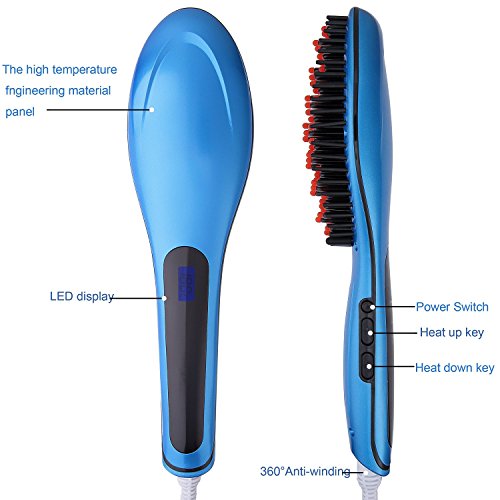 The high temperature
fngineering material
panel
LED display
Power Switch
Heat up key
Heat down key
360°Anti-winding